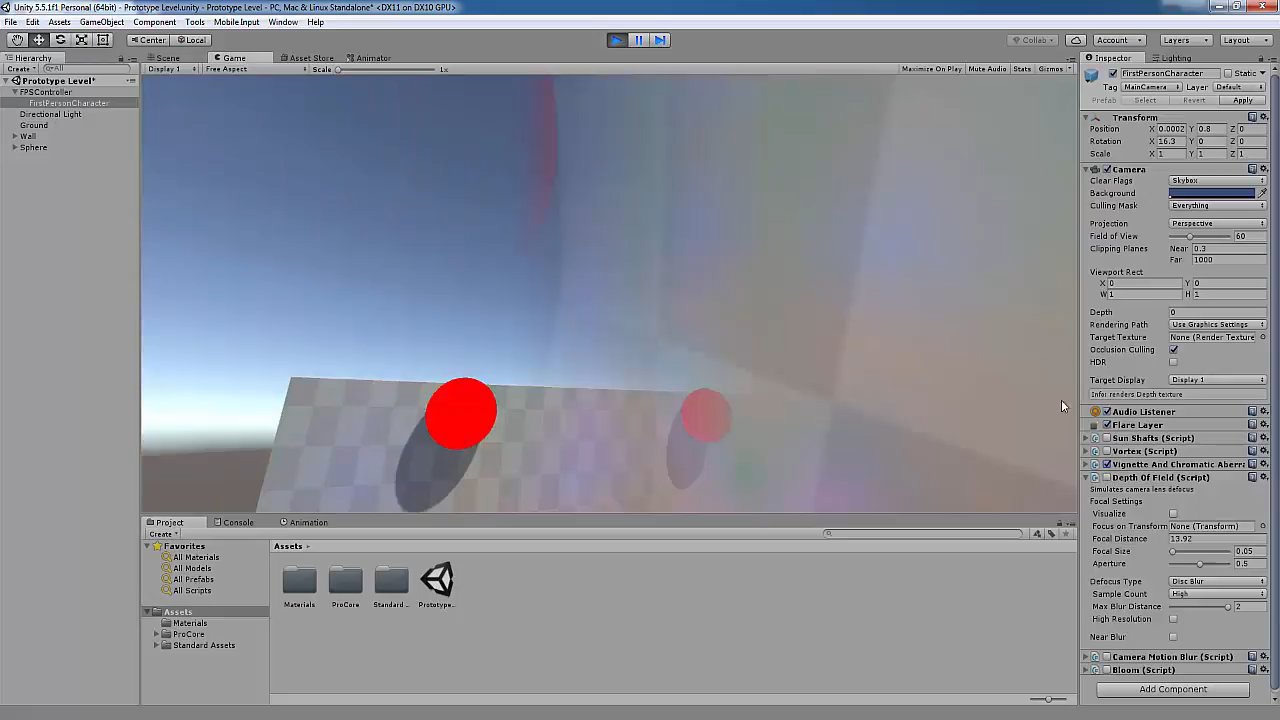 Unity 5.5.1f1 Personal (64bit) - Prototype Level.unity - Prototype Level - PC, Mac & Linux Standalone* <DX11 on DX10 GPU>
File Edit Assets GameObject Component Tools Mobile Input Window Help
Center Local Collab Account Layers Layout
Hierarchy Scene Game Asset Store Animator Inspector Lighting
Create All
Display 1 Free Aspect Scale 1x Maximize On Play Mute Audio Stats Gizmos
Prototype Level*
FPSController
FirstPersonCharacter
Directional Light
Ground
Wall
Sphere
FirstPersonCharacter Static
Tag MainCamera Layer Default
Prefab Select Revert Apply
Transform
Position X 0.0002 Y 0.8 Z 0
Rotation X 16.3 Y 0 Z 0
Scale X 1 Y 1 Z 1
Camera
Clear Flags Skybox
Background
Culling Mask Everything
Projection Perspective
Field of View 60
Clipping Planes Near 0.3
Far 1000
Viewport Rect
X 0 Y 0
W 1 H 1
Depth 0
Rendering Path Use Graphics Settings
Target Texture None (Render Texture
Occlusion Culling
HDR
Target Display Display 1
Info: renders Depth texture
Audio Listener
Flare Layer
Sun Shafts (Script)
Vortex (Script)
Vignette And Chromatic Aberra
Depth Of Field (Script)
Simulates camera lens defocus
Focal Settings
Visualize
Focus on Transform None (Transform)
Focal Distance 13.92
Focal Size 0.05
Aperture 0.5
Defocus Type Disc Blur
Sample Count High
Max Blur Distance 2
High Resolution
Near Blur
Camera Motion Blur (Script)
Bloom (Script)
Add Component
Project Console Animation
Create
Favorites
All Materials
All Models
All Prefabs
All Scripts
Assets
Materials
ProCore
Standard Assets
Assets
Materials ProCore Standard .. Prototype...